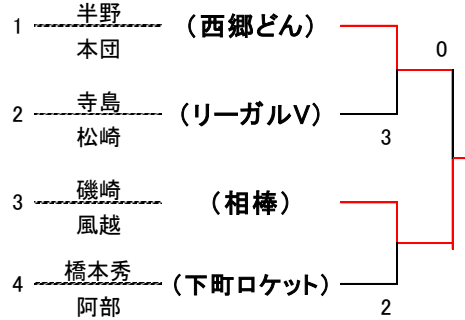 1 半野 本団 (西郷どん)
0
2 寺島 松崎 (リーガルV)
3
3 磯崎 風越 (相棒)
4 橋本秀 阿部 (下町ロケット)
2